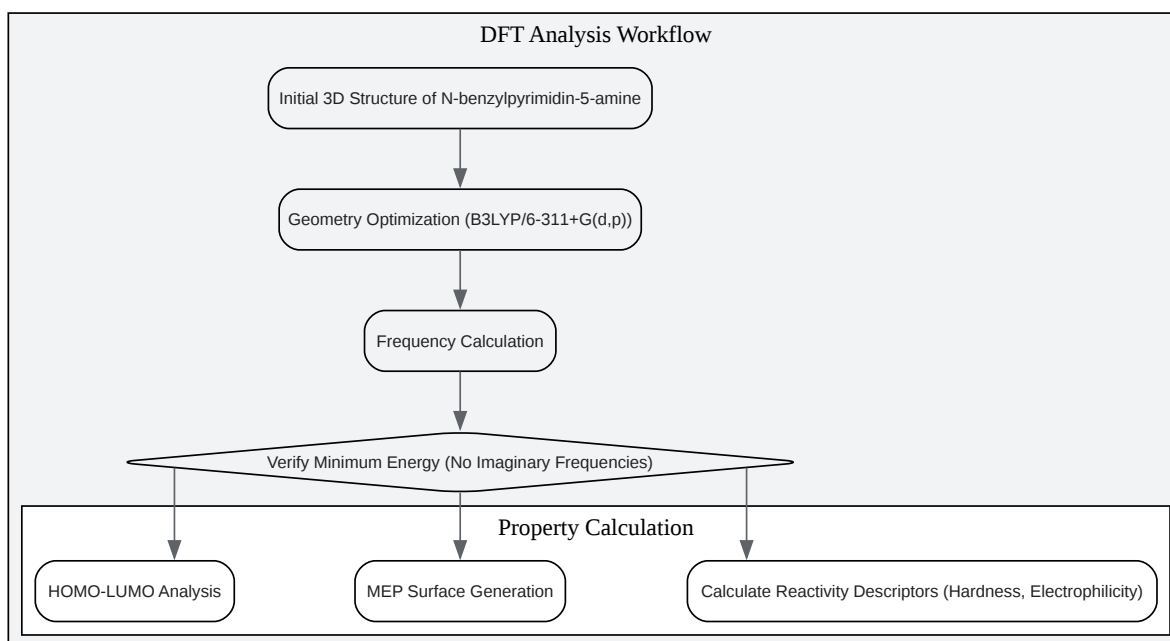 DFT Analysis Workflow
Initial 3D Structure of N-benzylpyrimidin-5-amine
Geometry Optimization (B3LYP/6-311+G(d,p))
Frequency Calculation
Verify Minimum Energy (No Imaginary Frequencies)
Property Calculation
HOMO-LUMO Analysis
MEP Surface Generation
Calculate Reactivity Descriptors (Hardness, Electrophilicity)